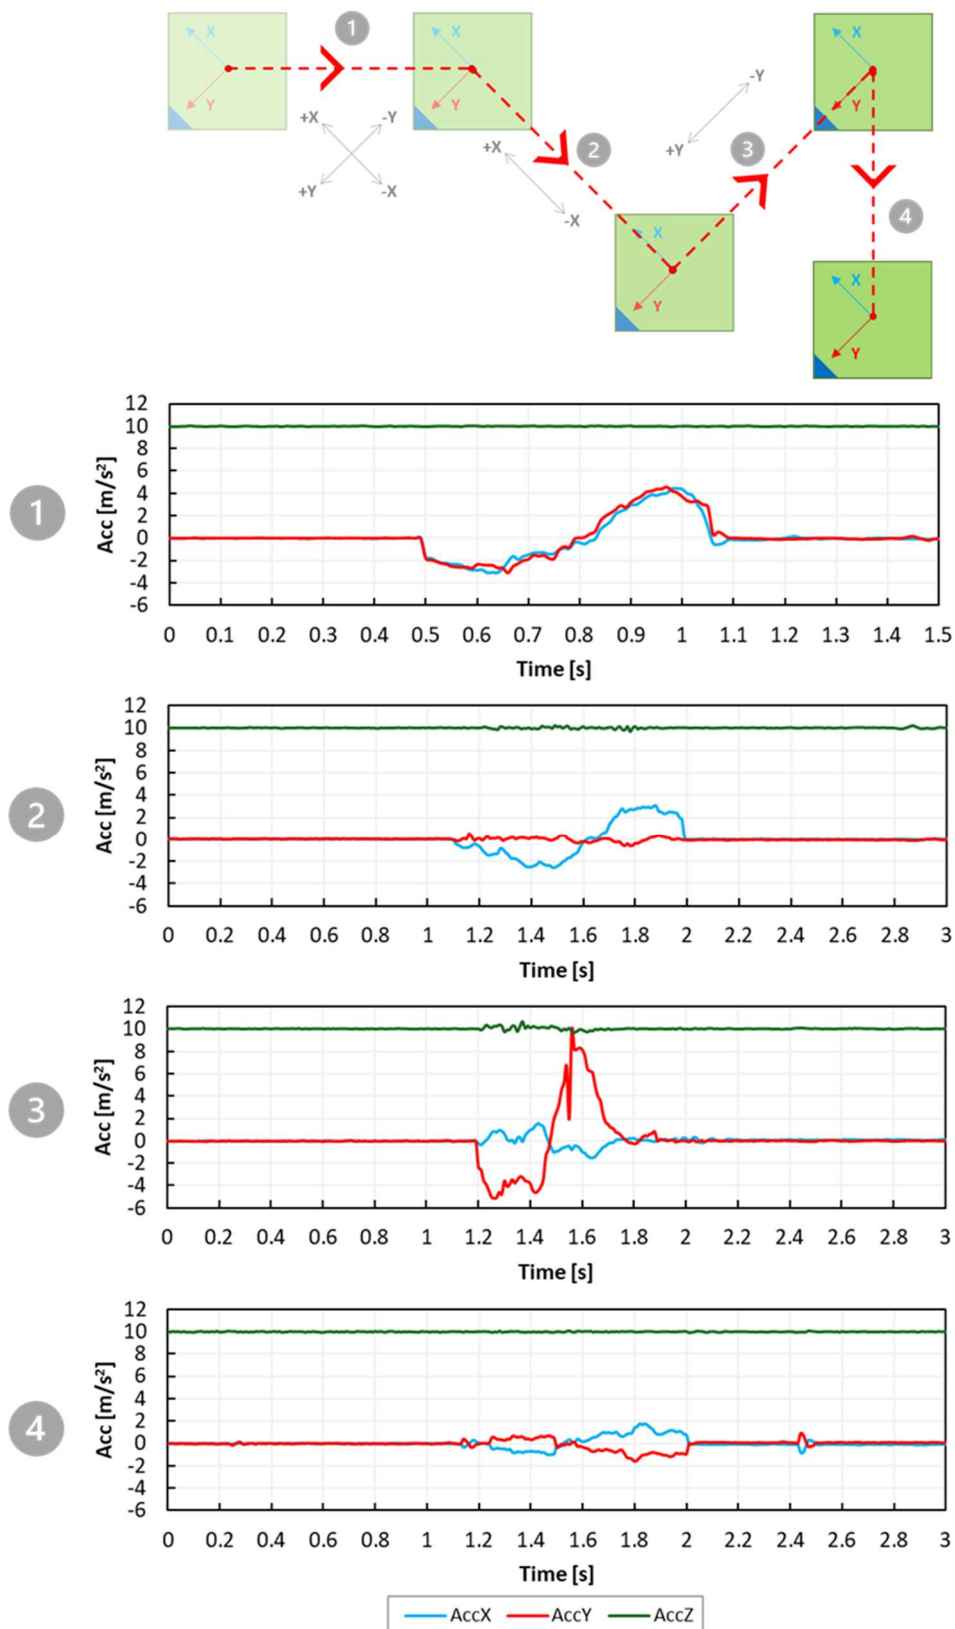 1
X
Y
X
Y
+X
-Y
+Y
-X
2
+X
-X
-Y
+Y
3
X
Y
X
Y
4
X
Y
1
Acc [m/s²]
12
10
8
6
4
2
0
-2
-4
-6
0 0.1 0.2 0.3 0.4 0.5 0.6 0.7 0.8 0.9 1 1.1 1.2 1.3 1.4 1.5
Time [s]
2
Acc [m/s²]
12
10
8
6
4
2
0
-2
-4
-6
0 0.2 0.4 0.6 0.8 1 1.2 1.4 1.6 1.8 2 2.2 2.4 2.6 2.8 3
Time [s]
3
Acc [m/s²]
12
10
8
6
4
2
0
-2
-4
-6
0 0.2 0.4 0.6 0.8 1 1.2 1.4 1.6 1.8 2 2.2 2.4 2.6 2.8 3
Time [s]
4
Acc [m/s²]
12
10
8
6
4
2
0
-2
-4
-6
0 0.2 0.4 0.6 0.8 1 1.2 1.4 1.6 1.8 2 2.2 2.4 2.6 2.8 3
Time [s]
AccX AccY AccZ